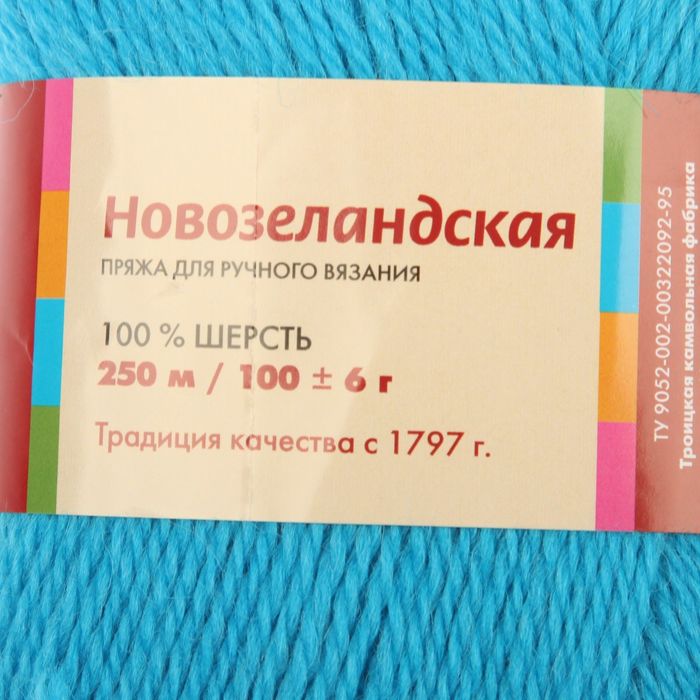 Новозеландская
ПРЯЖА ДЛЯ РУЧНОГО ВЯЗАНИЯ
100 % ШЕРСТЬ
250 м / 100 ± 6 г
Традиция качества с 1797 г.
ТУ 9052-002-00322092-95
Троицкая камвольная фабрика